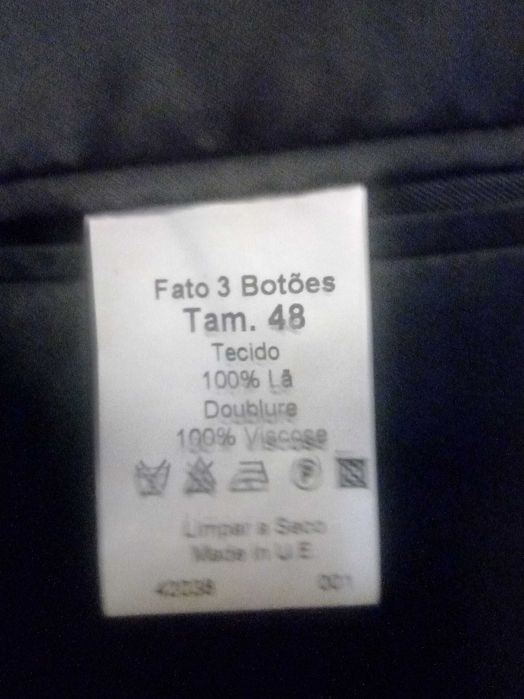 Fato 3 Botões
Tam. 48
Tecido
100% Lã
Doublure
100% Viscose
P
Limpar a Seco
Made in U.E.
42038 001